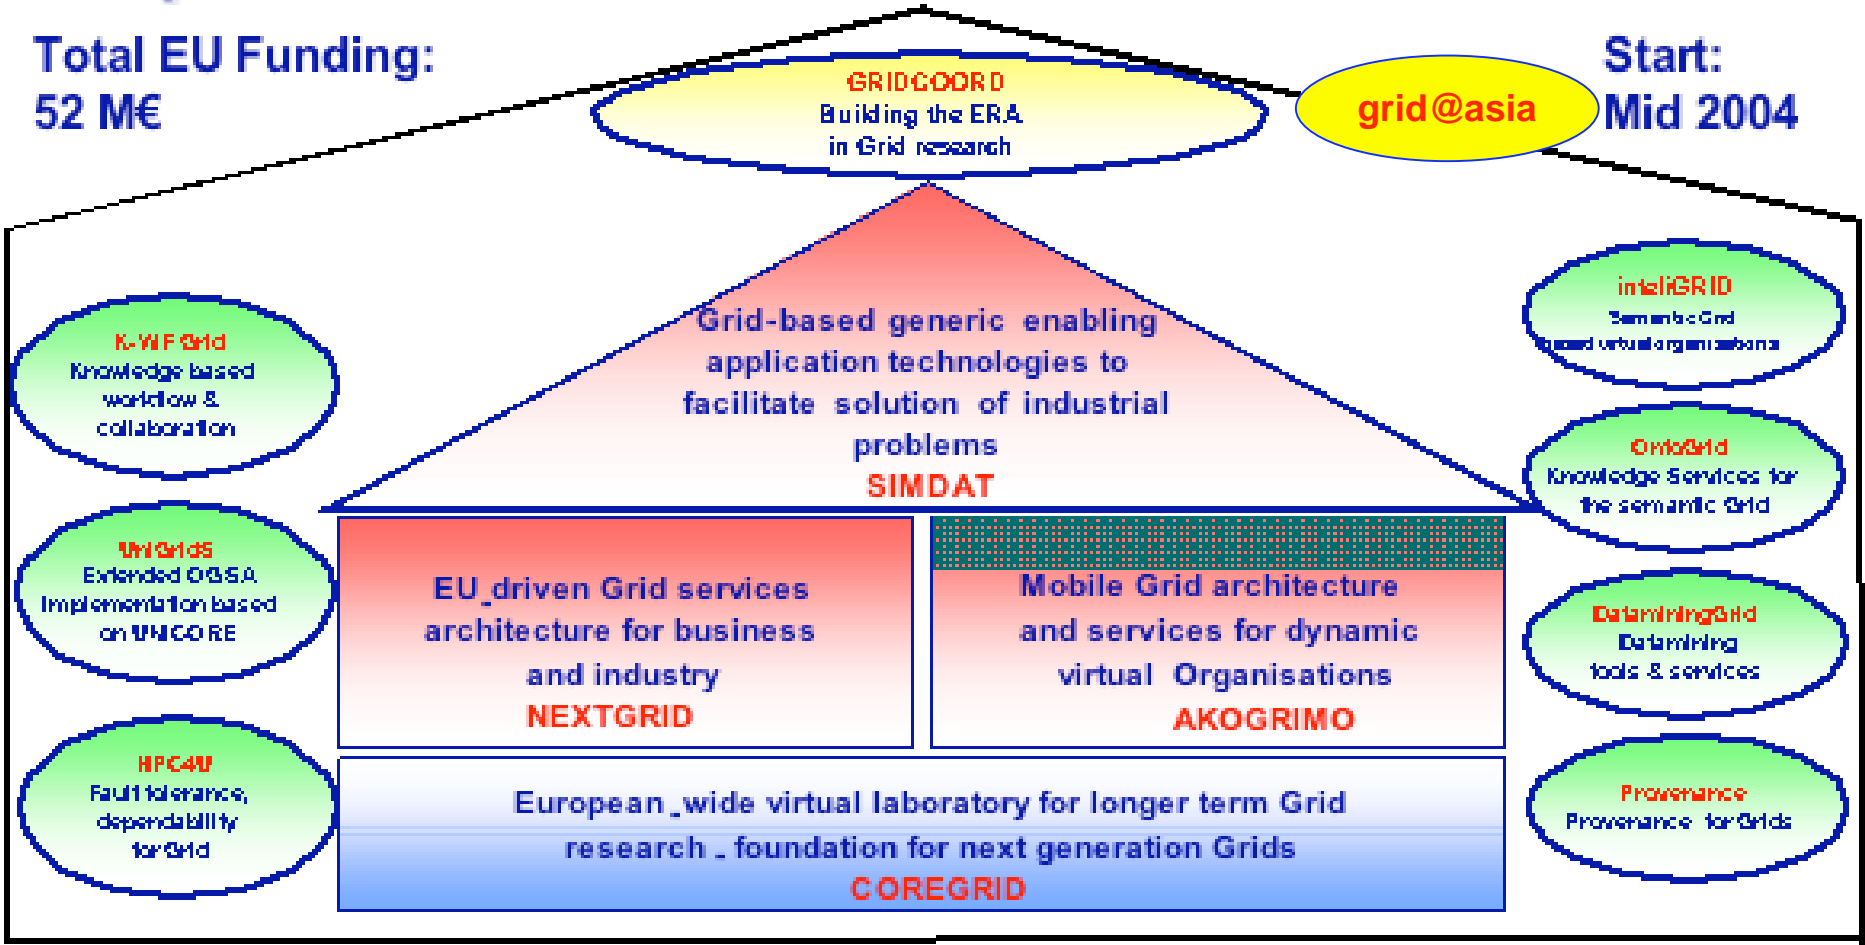 Total EU Funding:
52 M€
Start:
Mid 2004
GRIDCOORD
Building the ERA
in Grid research
grid@asia
Grid-based generic enabling
application technologies to
facilitate solution of industrial
problems
SIMDAT
K-WF Grid
Knowledge based
workflow &
collaboration
UniGridS
Extended OGSA
Implementation based
on UNICORE
HPC4U
Fault tolerance,
dependability
for Grid
EU_driven Grid services
architecture for business
and industry
NEXTGRID
Mobile Grid architecture
and services for dynamic
virtual Organisations
AKOGRIMO
European_wide virtual laboratory for longer term Grid
research_foundation for next generation Grids
COREGRID
inteliGRID
Semantic Grid
based virtual organisations
OntoGrid
Knowledge Services for
the semantic Grid
DataminingGrid
Datamining
tools & services
Provenance
Provenance for Grids